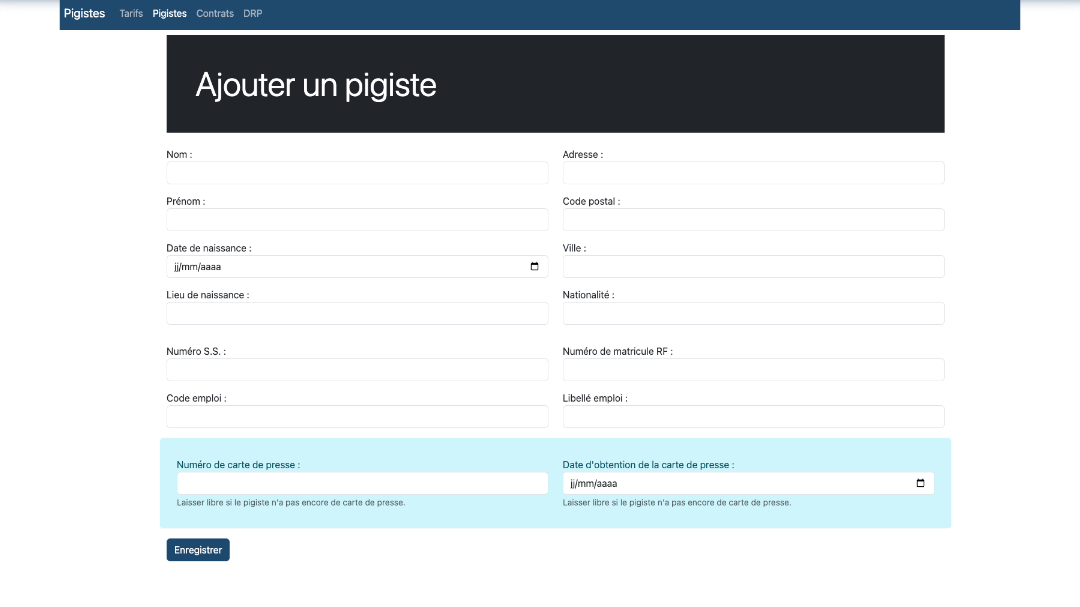 Pigistes Tarifs Pigistes Contrats DRP
Ajouter un pigiste
Nom :
Adresse :
Prénom :
Code postal :
Date de naissance :
jj/mm/aaaa
Ville :
Lieu de naissance :
Nationalité :
Numéro S.S. :
Numéro de matricule RF :
Code emploi :
Libellé emploi :
Numéro de carte de presse :
Laisser libre si le pigiste n'a pas encore de carte de presse.
Date d'obtention de la carte de presse :
jj/mm/aaaa
Laisser libre si le pigiste n'a pas encore de carte de presse.
Enregistrer